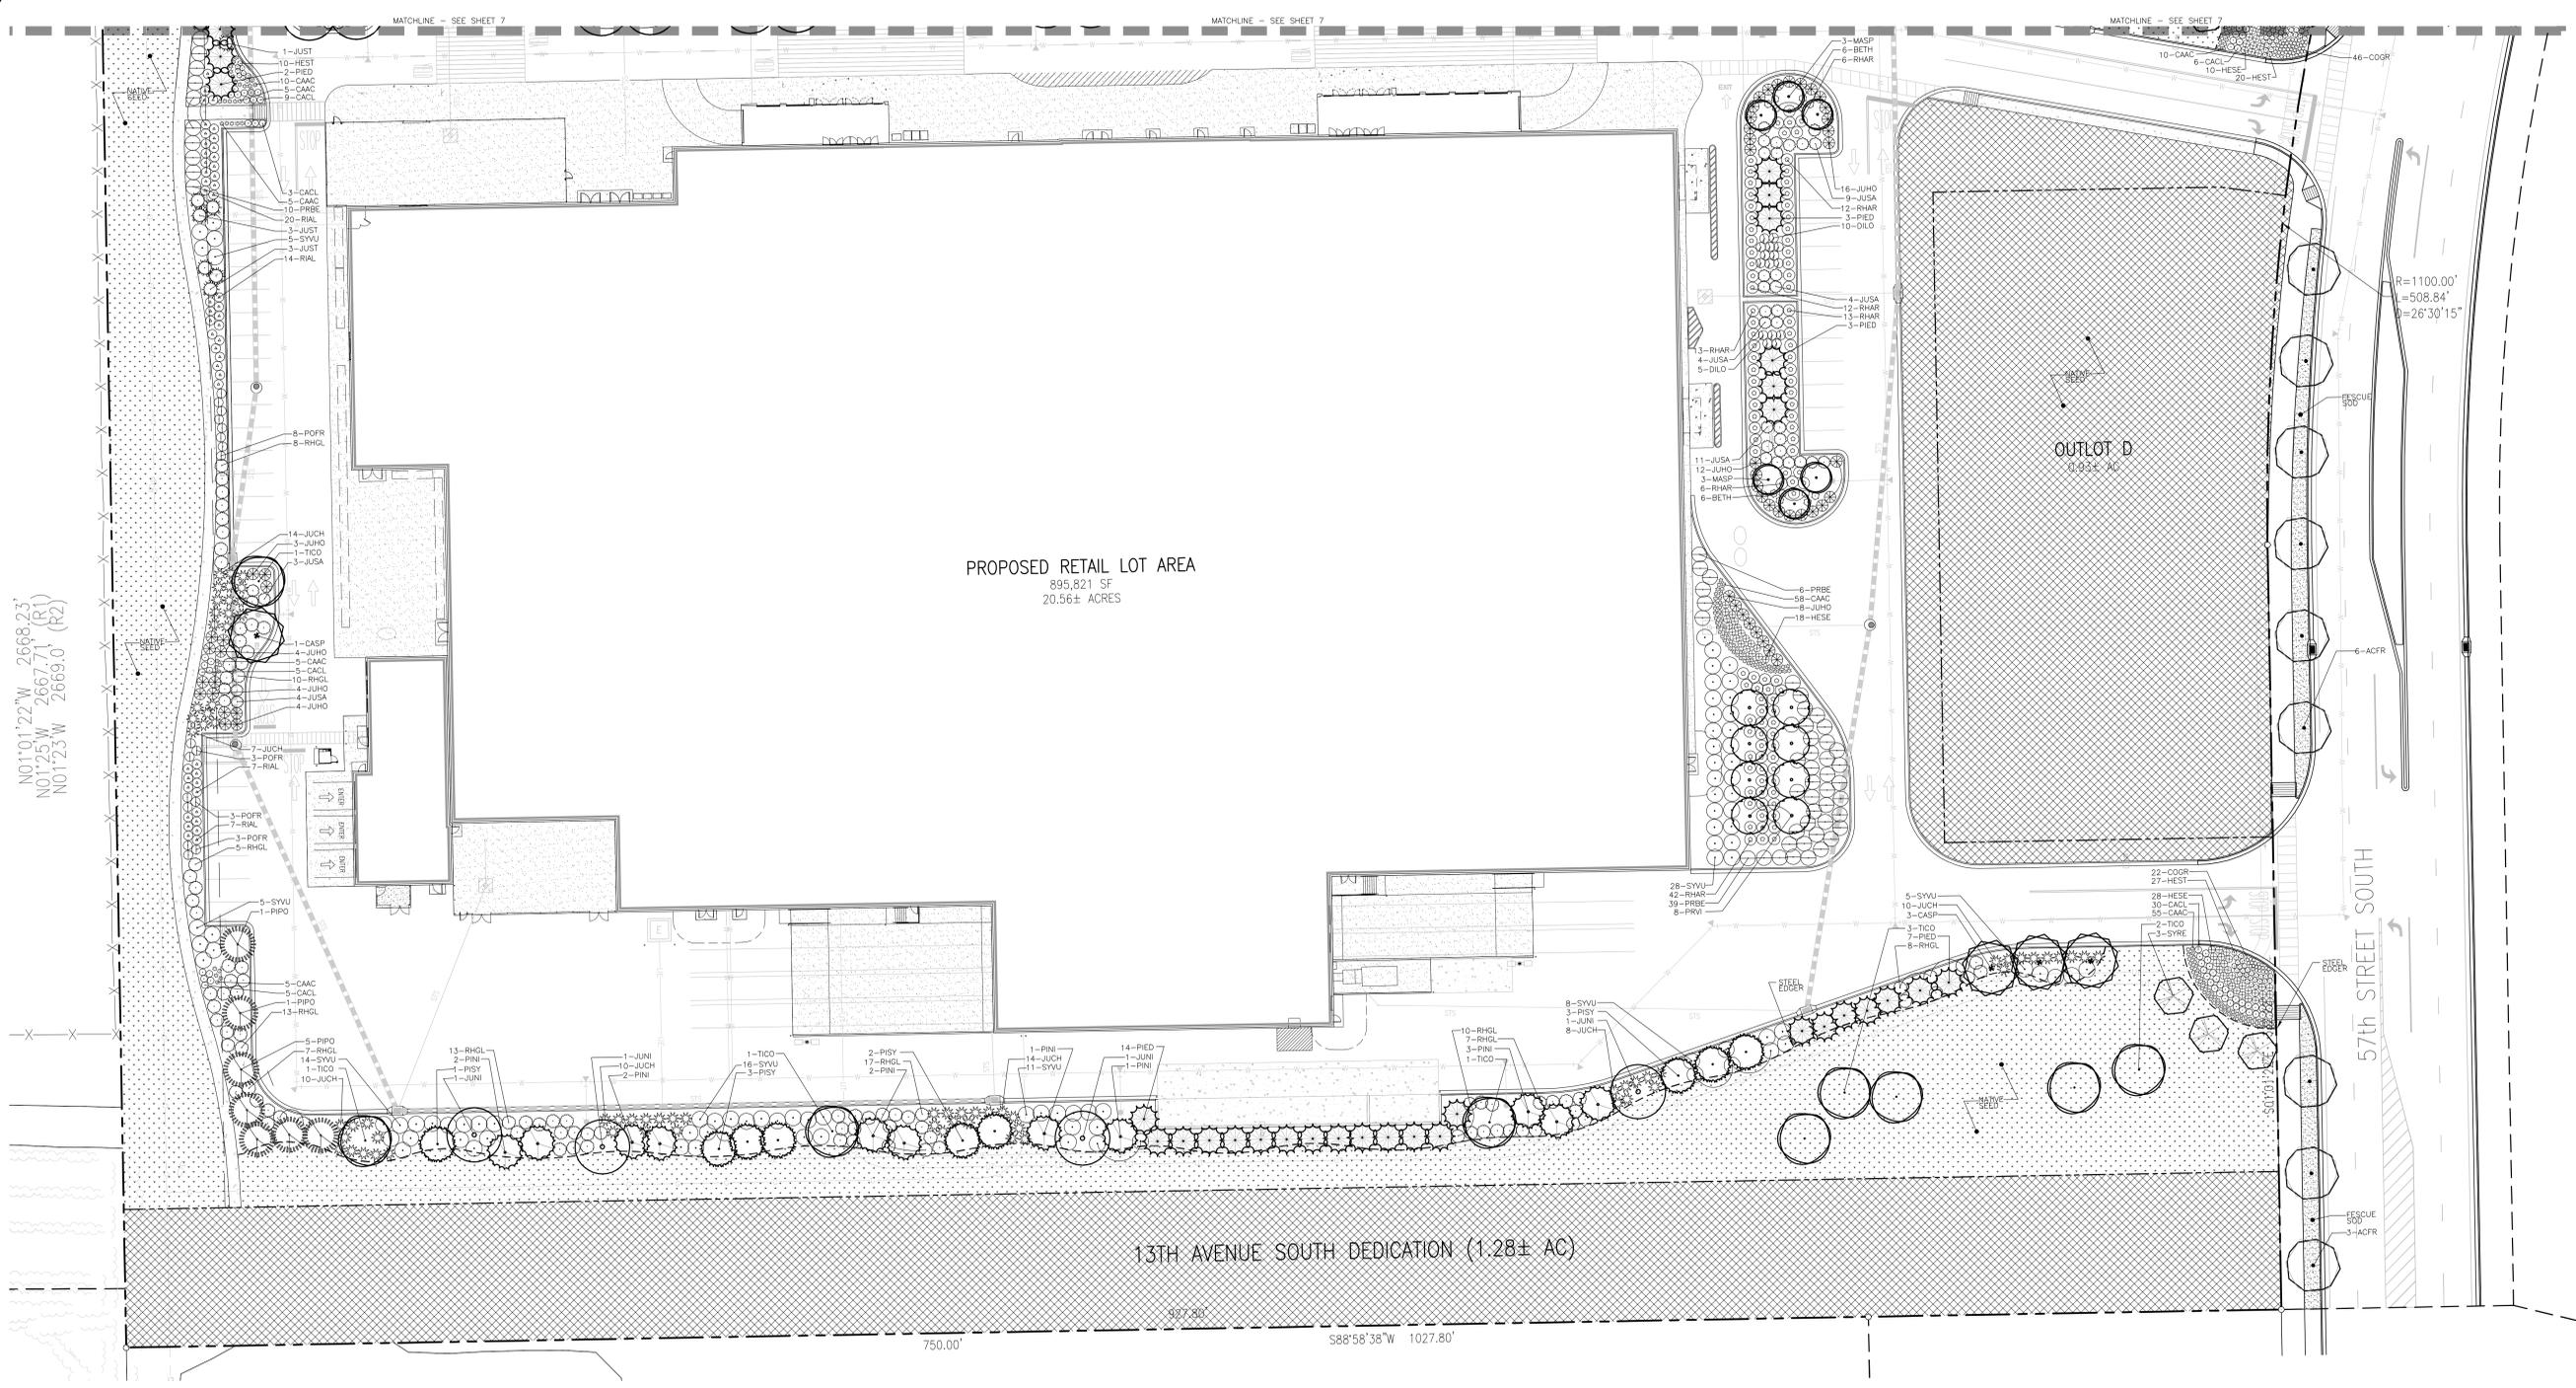 MATCHLINE - SEE SHEET 7
MATCHLINE - SEE SHEET 7
MATCHLINE - SEE SHEET 7
1-JUST
10-HEST
2-PIED
10-CAAC
5-CAAC
9-CACL
NATIVE
SEED
STOP
3-CACL
5-CAAC
10-PRBE
20-RIAL
3-JUST
5-SYVU
3-JUST
14-RIAL
8-POFR
8-RHGL
14-JUCH
3-JUHO
1-TICO
3-JUSA
NATIVE
SEED
1-CASP
4-JUHO
5-CAAC
5-CACL
10-RHGL
4-JUHO
4-JUSA
4-JUHO
7-JUCH
3-POFR
7-RIAL
3-POFR
7-RIAL
3-POFR
5-RHGL
STOP
ENTER
ENTER
ENTER
5-SYVU
1-PIPO
5-CAAC
5-CACL
1-PIPO
13-RHGL
5-PIPO
7-RHGL
14-SYVU
1-TICO
10-JUCH
13-RHGL
2-PINI
1-PISY
1-JUNI
1-JUNI
10-JUCH
2-PINI
1-TICO
16-SYVU
3-PISY
2-PISY
17-RHGL
2-PINI
1-PINI
14-JUCH
11-SYVU
14-PIED
1-JUNI
1-PINI
10-RHGL
7-RHGL
3-PINI
1-TICO
8-SYVU
3-PISY
1-JUNI
8-JUCH
STEEL
EDGER
5-SYVU
10-JUCH
3-CASP
3-TICO
7-PIED
8-RHGL
22-COGR
27-HEST
28-HESE
30-CACL
55-CAAC
2-TICO
3-SYRE
STEEL
EDGER
NATIVE
SEED
FESCUE
SOD
3-ACFR
N01°01'22"W 2668.23'
N01°25'W 2667.71' (R1)
N01°23'W 2669.0' (R2)
PROPOSED RETAIL LOT AREA
895,821 SF
20.56± ACRES
3-MASP
6-BETH
6-RHAR
EXIT
STOP
16-JUHO
9-JUSA
12-RHAR
3-PIED
10-DILO
4-JUSA
12-RHAR
13-RHAR
3-PIED
13-RHAR
4-JUSA
5-DILO
11-JUSA
12-JUHO
3-MASP
6-RHAR
6-BETH
6-PRBE
58-CAAC
8-JUHO
18-HESE
28-SYVU
42-RHAR
39-PRBE
8-PRVI
10-CAAC
6-CACL
10-HESE
20-HEST
46-COGR
NATIVE
SEED
OUTLOT D
0.93± AC
R=1100.00'
L=508.84'
D=26°30'15"
FESCUE
SOD
6-ACFR
57th STREET SOUTH
13TH AVENUE SOUTH DEDICATION (1.28± AC)
927.80'
750.00'
S88°58'38"W 1027.80'